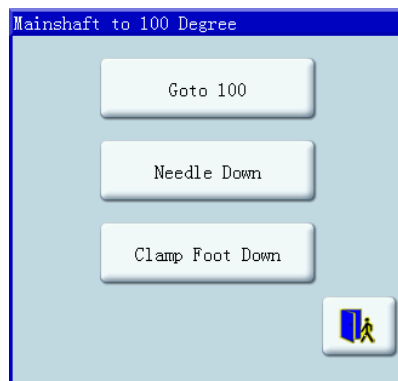 Mainshaft to 100 Degree
Goto 100
Needle Down
Clamp Foot Down